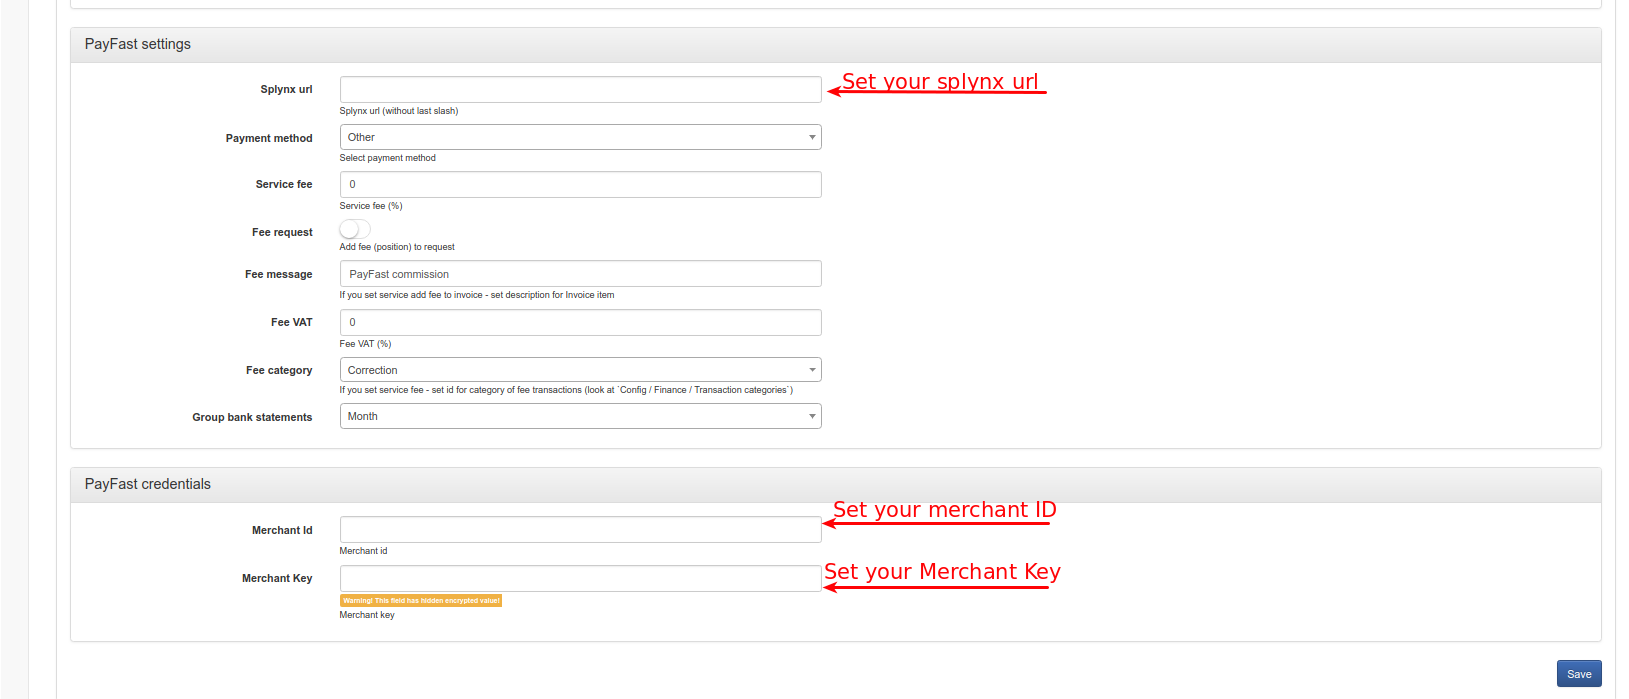 PayFast settings
Splynx url
Set your splynx url
Splynx url (without last slash)
Payment method
Other
Select payment method
Service fee
0
Service fee (%)
Fee request
Add fee (position) to request
Fee message
PayFast commission
If you set service add fee to invoice - set description for Invoice item
Fee VAT
0
Fee VAT (%)
Fee category
Correction
If you set service fee - set id for category of fee transactions (look at `Config / Finance / Transaction categories`)
Group bank statements
Month
PayFast credentials
Set your merchant ID
Merchant Id
Merchant id
Set your Merchant Key
Merchant Key
Warning! This field has hidden encrypted value!
Merchant key
Save